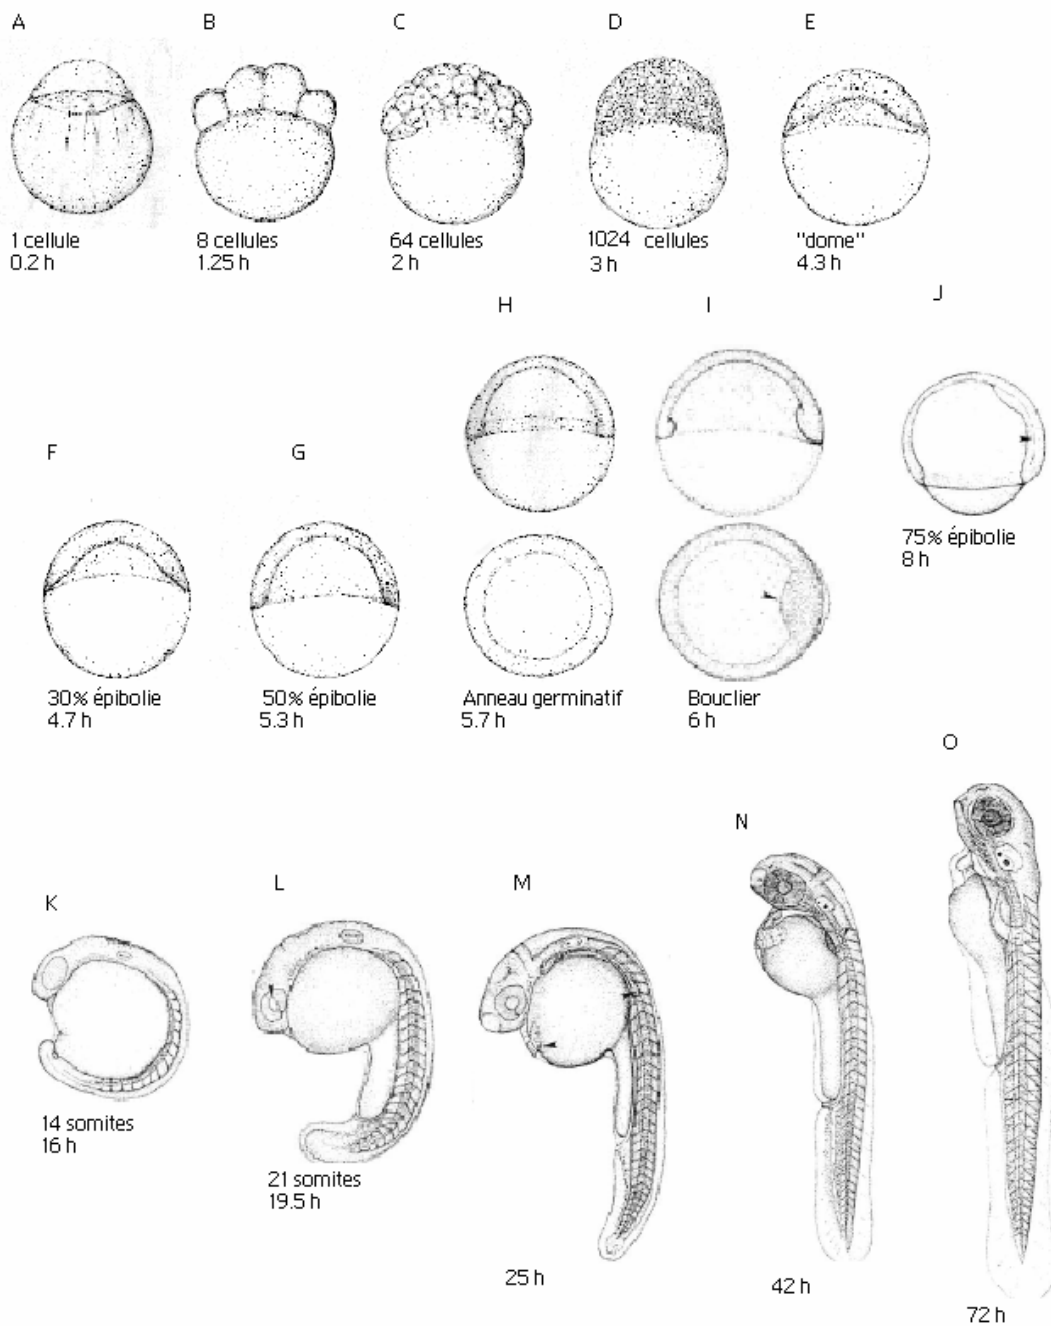 A
B
C
D
E
1 cellule
0.2 h
8 cellules
1.25 h
64 cellules
2 h
1024 cellules
3 h
"dome"
4.3 h
H
I
J
F
G
75% épibolie
8 h
30% épibolie
4.7 h
50% épibolie
5.3 h
Anneau germinatif
5.7 h
Bouclier
6 h
O
N
K
L
M
14 somites
16 h
21 somites
19.5 h
25 h
42 h
72 h